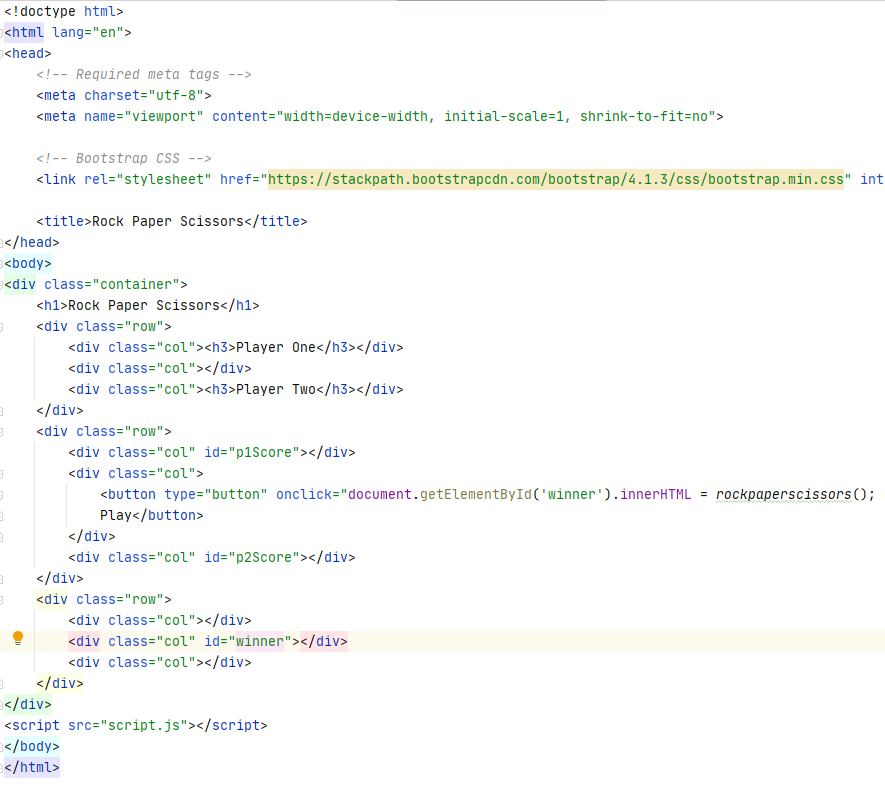 <!doctype html>
<html lang="en">
<head>
    <!-- Required meta tags -->
    <meta charset="utf-8">
    <meta name="viewport" content="width=device-width, initial-scale=1, shrink-to-fit=no">

    <!-- Bootstrap CSS -->
    <link rel="stylesheet" href="https://stackpath.bootstrapcdn.com/bootstrap/4.1.3/css/bootstrap.min.css" int

    <title>Rock Paper Scissors</title>
</head>
<body>
<div class="container">
    <h1>Rock Paper Scissors</h1>
    <div class="row">
        <div class="col"><h3>Player One</h3></div>
        <div class="col"></div>
        <div class="col"><h3>Player Two</h3></div>
    </div>
    <div class="row">
        <div class="col" id="p1Score"></div>
        <div class="col">
            <button type="button" onclick="document.getElementById('winner').innerHTML = rockpaperscissors();
            Play</button>
        </div>
        <div class="col" id="p2Score"></div>
    </div>
    <div class="row">
        <div class="col"></div>
        <div class="col" id="winner"></div>
        <div class="col"></div>
    </div>
</div>
<script src="script.js"></script>
</body>
</html>